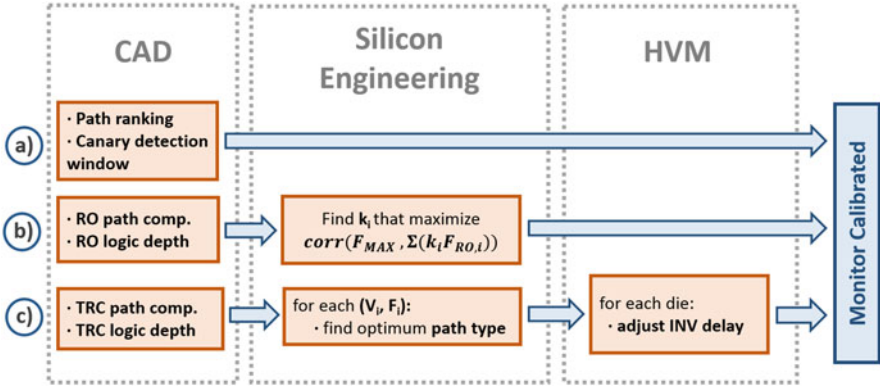 CAD
Silicon
Engineering
HVM
a)
· Path ranking
· Canary detection
window
b)
· RO path comp.
· RO logic depth
Find kᵢ that maximize
corr(F_MAX , Σ(kᵢF_RO,i))
c)
· TRC path comp.
· TRC logic depth
for each (Vᵢ, Fᵢ):
· find optimum path type
for each die:
· adjust INV delay
Monitor Calibrated